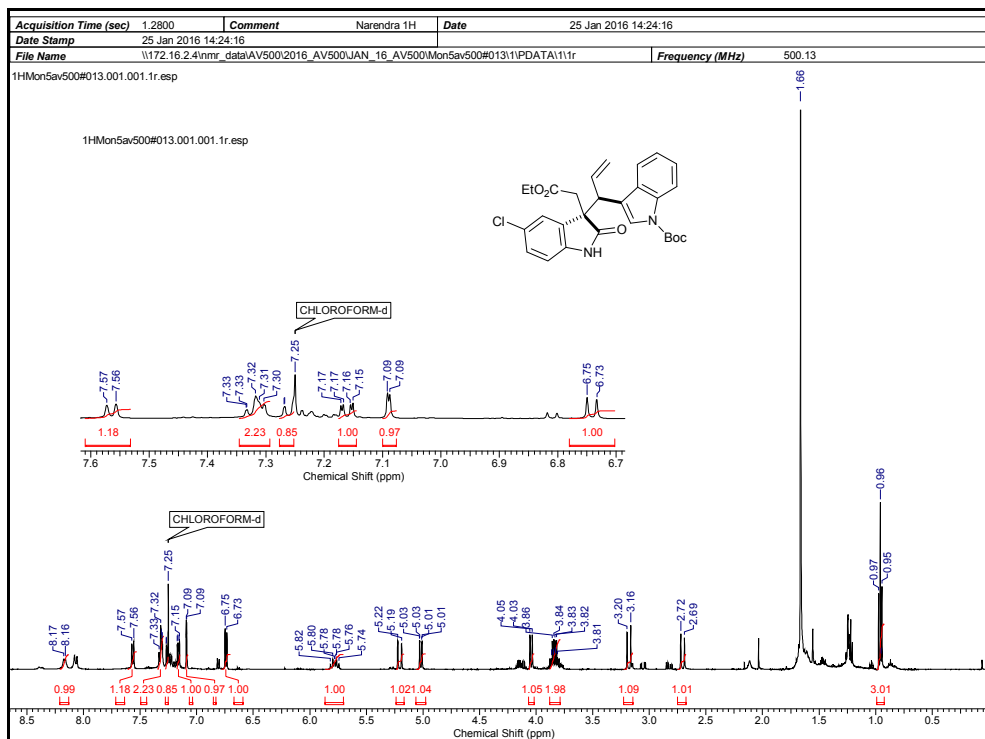 Acquisition Time (sec) 1.2800 Comment Narendra 1H Date 25 Jan 2016 14:24:16
Date Stamp 25 Jan 2016 14:24:16
File Name \\172.16.2.4\nmr_data\AV500\2016_AV500\JAN_16_AV500\Mon5av500#013\1\PDATA\1\1r Frequency (MHz) 500.13
1HMon5av500#013.001.001.1r.esp
1.66
1HMon5av500#013.001.001.1r.esp
EtO2C
Cl
O
N
NH
Boc
CHLOROFORM-d
7.57 7.56 7.33 7.33 7.32 7.31 7.30 7.25 7.17 7.17 7.16 7.15 7.09 7.09 6.75 6.73
1.18 2.23 0.85 1.00 0.97 1.00
7.6 7.5 7.4 7.3 7.2 7.1 7.0 6.9 6.8 6.7
Chemical Shift (ppm)
CHLOROFORM-d
8.17 8.16 7.57 7.56 7.33 7.32 7.25 7.15 7.09 7.09 6.75 6.73 5.82 5.80 5.78 5.78 5.76 5.74 5.22 5.19 5.03 5.03 5.01 5.01 4.05 4.03 3.86 3.84 3.83 3.82 3.81 3.20 3.16 2.72 2.69 0.97 0.96 0.95
0.99 1.18 2.23 0.85 1.00 0.97 1.00 1.00 1.02 1.04 1.05 1.98 1.09 1.01 3.01
8.5 8.0 7.5 7.0 6.5 6.0 5.5 5.0 4.5 4.0 3.5 3.0 2.5 2.0 1.5 1.0 0.5
Chemical Shift (ppm)